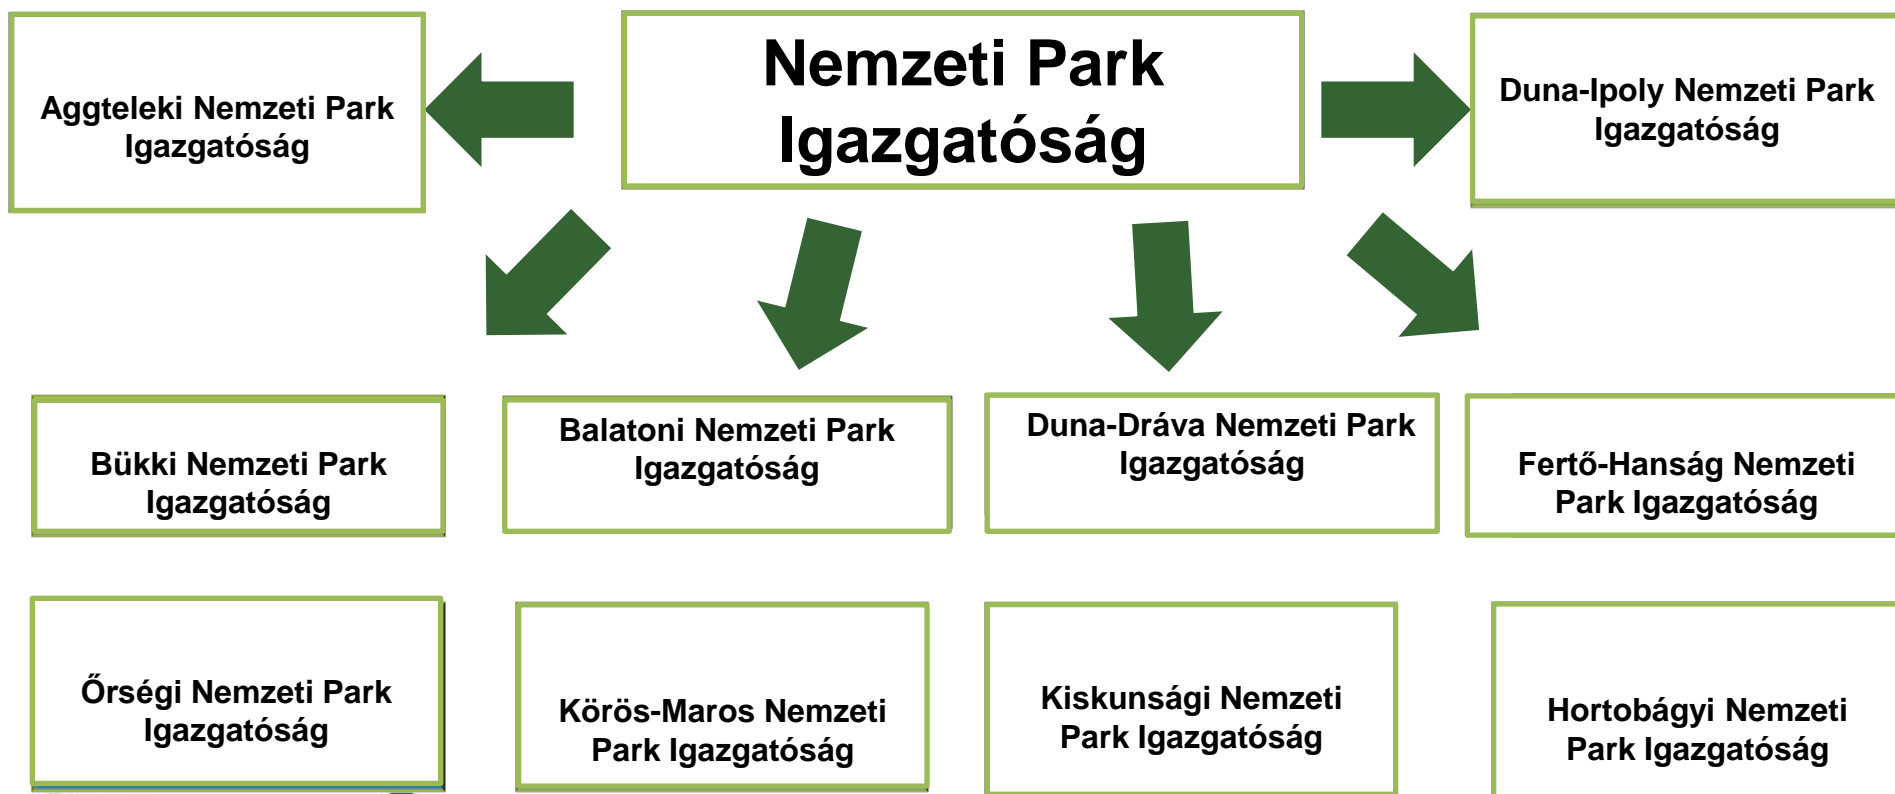 Nemzeti Park
Igazgatóság
Aggteleki Nemzeti Park
Igazgatóság
Duna-Ipoly Nemzeti Park
Igazgatóság
Bükki Nemzeti Park
Igazgatóság
Balatoni Nemzeti Park
Igazgatóság
Duna-Dráva Nemzeti Park
Igazgatóság
Fertő-Hanság Nemzeti
Park Igazgatóság
Őrségi Nemzeti Park
Igazgatóság
Körös-Maros Nemzeti
Park Igazgatóság
Kiskunsági Nemzeti
Park Igazgatóság
Hortobágyi Nemzeti
Park Igazgatóság